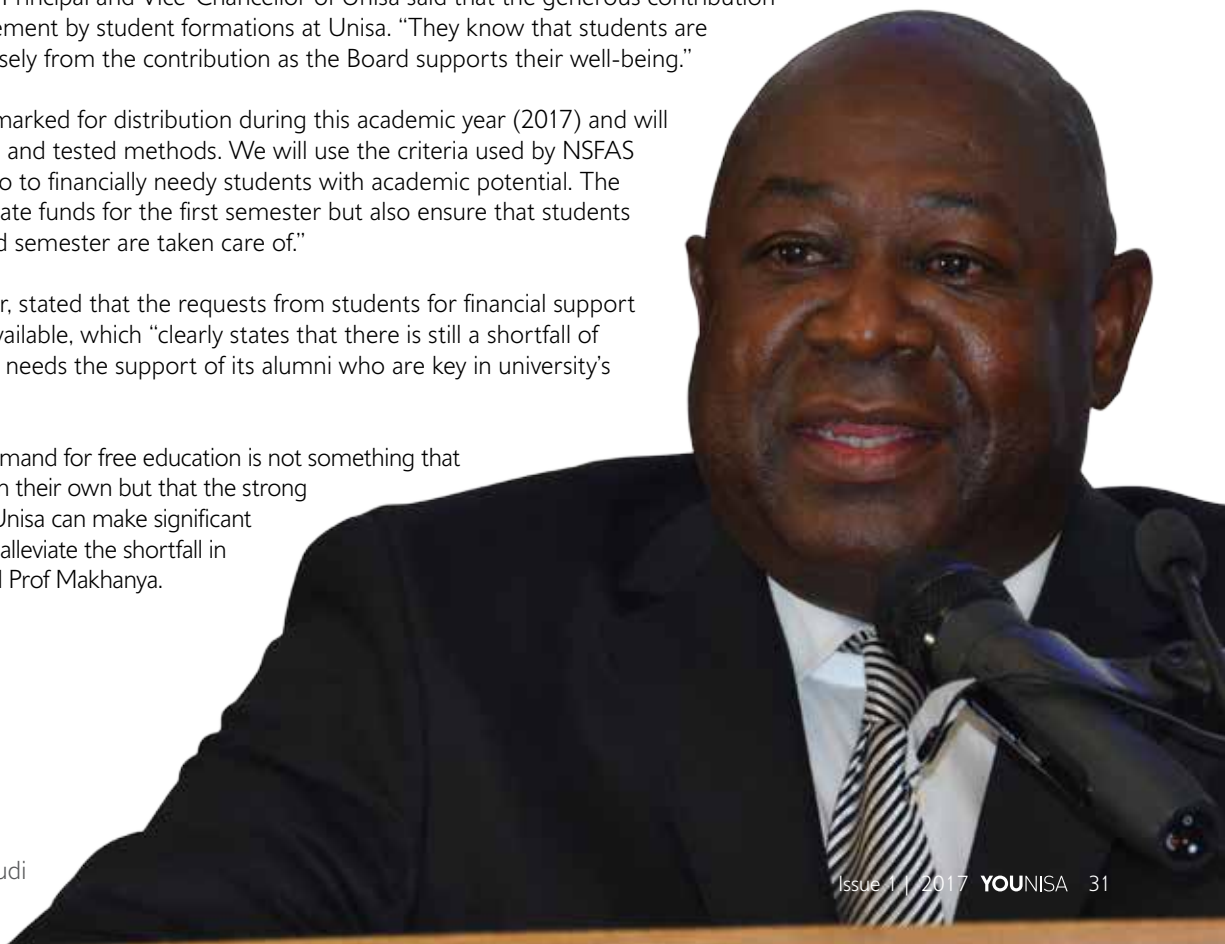 Principal and Vice-Chancellor of Unisa said that the generous contribution
ement by student formations at Unisa. “They know that students are
sely from the contribution as the Board supports their well-being.”
marked for distribution during this academic year (2017) and will
and tested methods. We will use the criteria used by NSFAS
o to financially needy students with academic potential. The
ate funds for the first semester but also ensure that students
d semester are taken care of.”
r, stated that the requests from students for financial support
vailable, which “clearly states that there is still a shortfall of
needs the support of its alumni who are key in university’s
mand for free education is not something that
n their own but that the strong
Unisa can make significant
alleviate the shortfall in
d Prof Makhanya.
udi
Issue 1 | 2017 YOUNISA 31